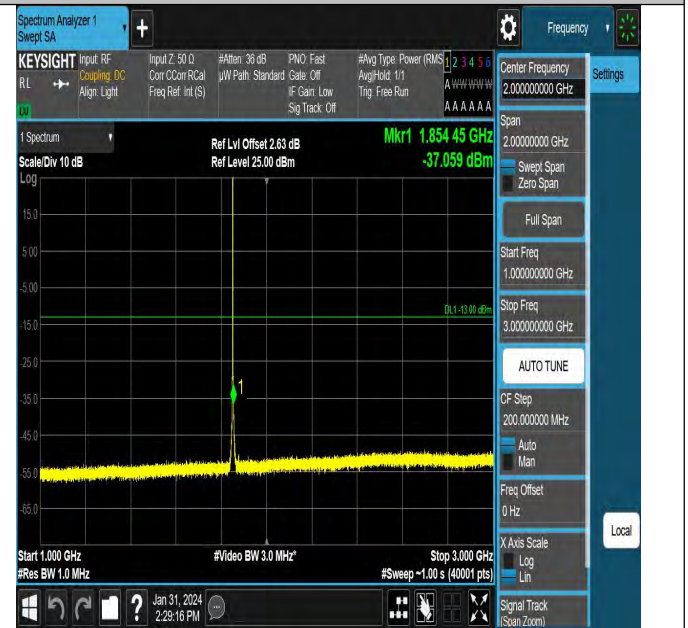 Spectrum Analyzer 1
Swept SA
+
Frequency
KEYSIGHT
RL
Input: RF
Coupling: DC
Align: Light
Input Z: 50 Ω
Corr CCorr RCal
Freq Ref: Int (S)
#Atten: 36 dB
µW Path: Standard
PNO: Fast
Gate: Off
IF Gain: Low
Sig Track: Off
#Avg Type: Power (RMS
Avg|Hold: 1/1
Trig: Free Run
1 2 3 4 5 6
A W W W W W
A A A A A A
1 Spectrum
Scale/Div 10 dB
Log
Ref Lvl Offset 2.63 dB
Ref Level 25.00 dBm
Mkr1 1.854 45 GHz
-37.059 dBm
15.0
5.00
-5.00
-15.0
-25.0
-35.0
-45.0
-55.0
-65.0
DL1 -13.00 dBm
1
Start 1.000 GHz
#Res BW 1.0 MHz
#Video BW 3.0 MHz*
Stop 3.000 GHz
#Sweep ~1.00 s (40001 pts)
Settings
Center Frequency
2.000000000 GHz
Span
2.00000000 GHz
Swept Span
Zero Span
Full Span
Start Freq
1.000000000 GHz
Stop Freq
3.000000000 GHz
AUTO TUNE
CF Step
200.000000 MHz
Auto
Man
Freq Offset
0 Hz
X Axis Scale
Log
Lin
Signal Track
(Span Zoom)
Local
?
Jan 31, 2024
2:29:16 PM